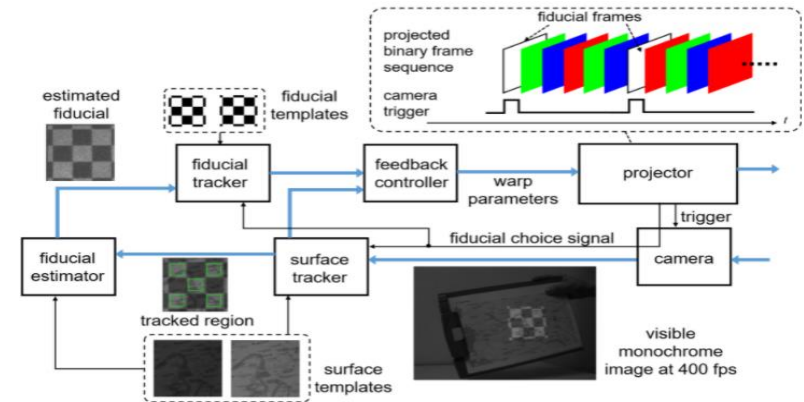 fiducial frames
projected
binary frame
sequence
camera
trigger
t
estimated
fiducial
fiducial
templates
fiducial
tracker
feedback
controller
warp
parameters
projector
trigger
fiducial choice signal
fiducial
estimator
surface
tracker
camera
tracked region
surface
templates
visible
monochrome
image at 400 fps